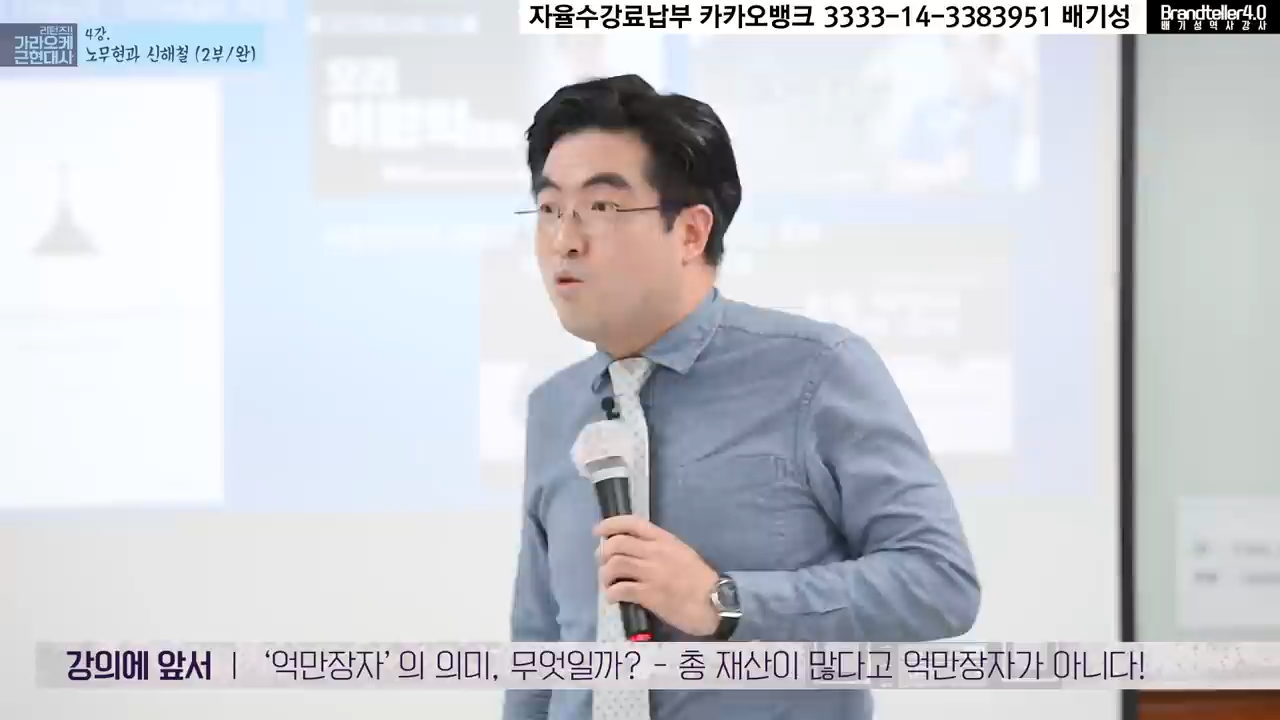 자율수강료납부 카카오뱅크 3333-14-3383951 배기성
Brandteller4.0
배기성역사강사
리턴즈!!
가라오케
근현대사
4강.
노무현과 신해철 (2부/완)
강의에 앞서 | ‘억만장자’의 의미, 무엇일까? - 총 재산이 많다고 억만장자가 아니다!